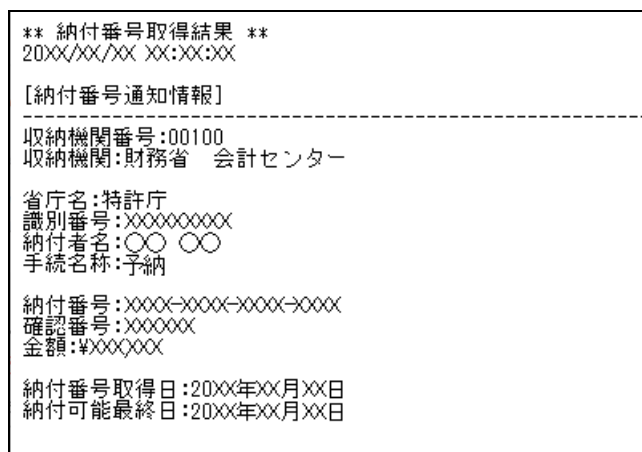 ** 納付番号取得結果 **
20XX/XX/XX XX:XX:XX
[納付番号通知情報]
------------------------------------------------------------------
収納機関番号:00100
収納機関:財務省　会計センター
省庁名:特許庁
識別番号:XXXXXXXXX
納付者名:○○ ○○
手続名称:予納
納付番号:XXXX-XXXX-XXXX-XXXX
確認番号:XXXXXX
金額:¥XXX,XXX
納付番号取得日:20XX年XX月XX日
納付可能最終日:20XX年XX月XX日